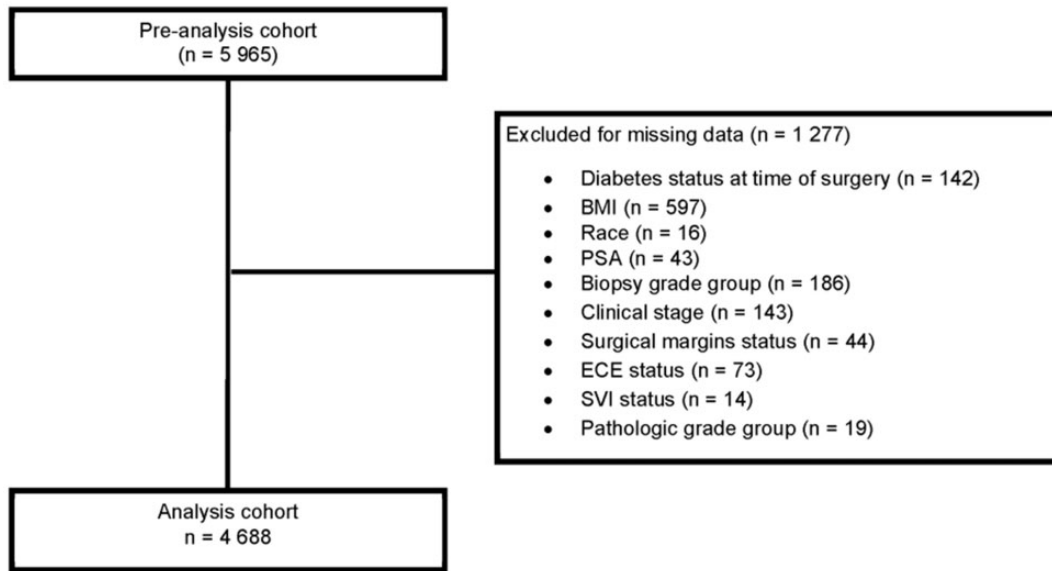 Pre-analysis cohort
(n = 5 965)
Excluded for missing data (n = 1 277)
• Diabetes status at time of surgery (n = 142)
• BMI (n = 597)
• Race (n = 16)
• PSA (n = 43)
• Biopsy grade group (n = 186)
• Clinical stage (n = 143)
• Surgical margins status (n = 44)
• ECE status (n = 73)
• SVI status (n = 14)
• Pathologic grade group (n = 19)
Analysis cohort
n = 4 688